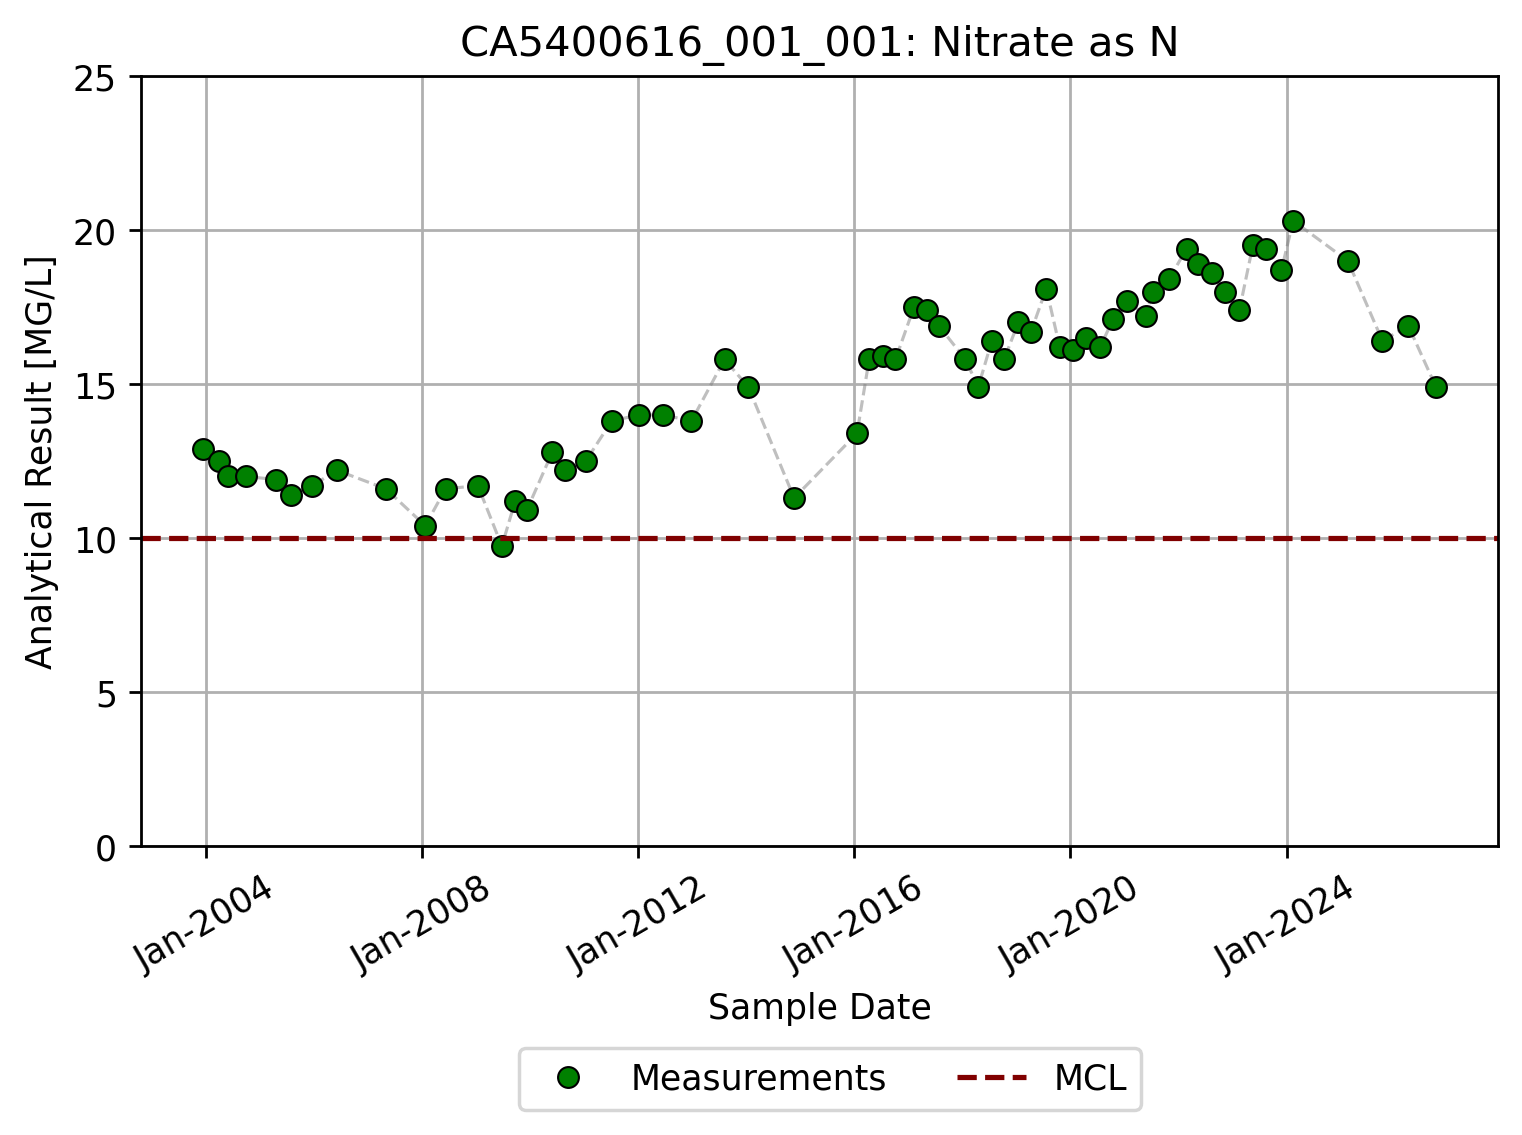 CA5400616_001_001: Nitrate as N
Analytical Result [MG/L]
25
20
15
10
5
0
Jan-2004
Jan-2008
Jan-2012
Jan-2016
Jan-2020
Jan-2024
Sample Date
Measurements
MCL